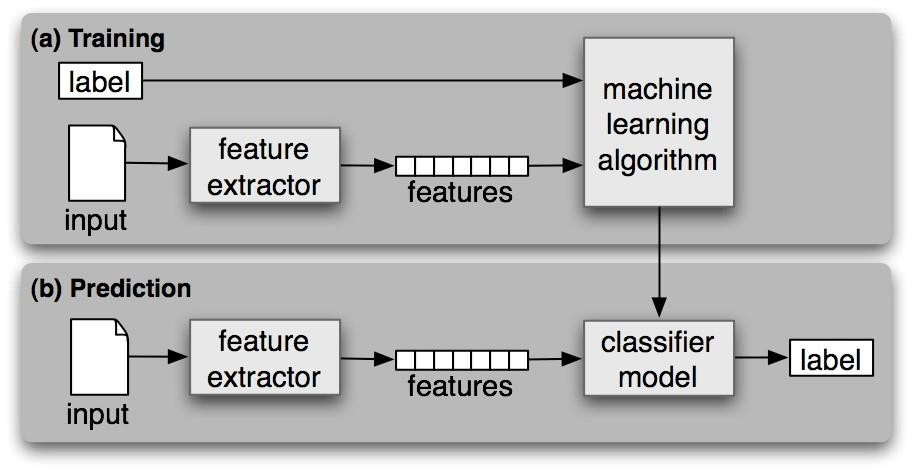 (a) Training
label
machine
learning
algorithm
feature
extractor
features
input
(b) Prediction
feature
extractor
features
classifier
model
label
input